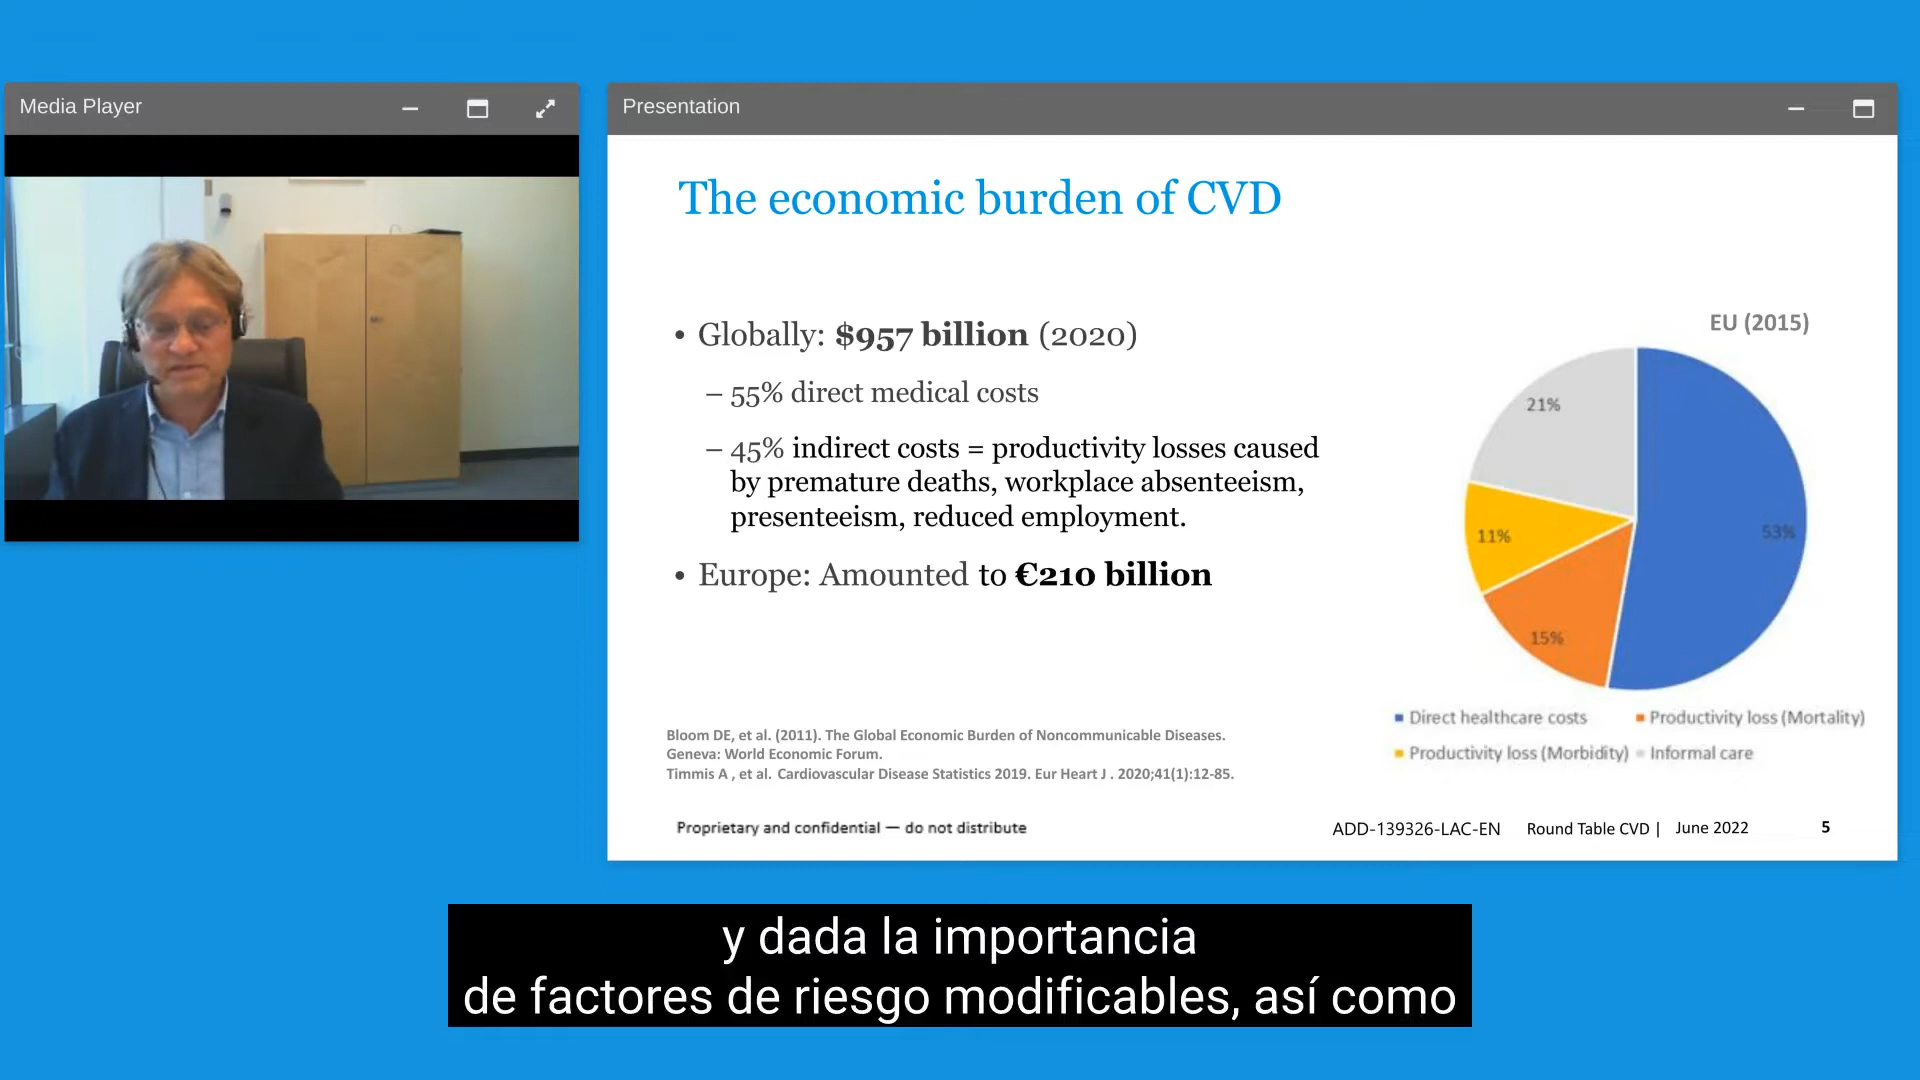 Media Player
Presentation
The economic burden of CVD
• Globally: $957 billion (2020)
– 55% direct medical costs
– 45% indirect costs = productivity losses caused
by premature deaths, workplace absenteeism,
presenteeism, reduced employment.
• Europe: Amounted to €210 billion
EU (2015)
21%
53%
11%
15%
Direct healthcare costs
Productivity loss (Mortality)
Productivity loss (Morbidity)
Informal care
Bloom DE, et al. (2011). The Global Economic Burden of Noncommunicable Diseases.
Geneva: World Economic Forum.
Timmis A , et al. Cardiovascular Disease Statistics 2019. Eur Heart J . 2020;41(1):12-85.
Proprietary and confidential — do not distribute
ADD-139326-LAC-EN Round Table CVD | June 2022 5
y dada la importancia
de factores de riesgo modificables, así como